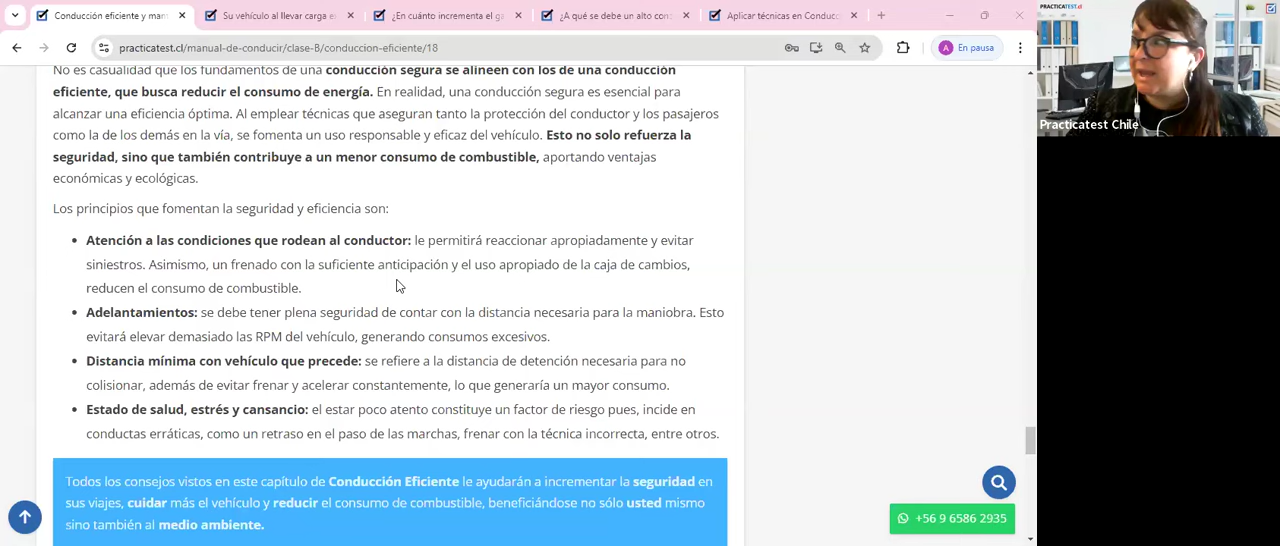 Conducción eficiente y man
Su vehículo al llevar carga e
¿En cuánto incrementa el ga
¿A qué se debe un alto con
Aplicar técnicas en Conducc
practicatest.cl/manual-de-conducir/clase-B/conduccion-eficiente/18
A
En pausa
PRACTICATEST.cl
Practicatest Chile
No es casualidad que los fundamentos de una conducción segura se alineen con los de una conducción
eficiente, que busca reducir el consumo de energía. En realidad, una conducción segura es esencial para
alcanzar una eficiencia óptima. Al emplear técnicas que aseguran tanto la protección del conductor y los pasajeros
como la de los demás en la vía, se fomenta un uso responsable y eficaz del vehículo. Esto no solo refuerza la
seguridad, sino que también contribuye a un menor consumo de combustible, aportando ventajas
económicas y ecológicas.
Los principios que fomentan la seguridad y eficiencia son:
• Atención a las condiciones que rodean al conductor: le permitirá reaccionar apropiadamente y evitar
siniestros. Asimismo, un frenado con la suficiente anticipación y el uso apropiado de la caja de cambios,
reducen el consumo de combustible.
• Adelantamientos: se debe tener plena seguridad de contar con la distancia necesaria para la maniobra. Esto
evitará elevar demasiado las RPM del vehículo, generando consumos excesivos.
• Distancia mínima con vehículo que precede: se refiere a la distancia de detención necesaria para no
colisionar, además de evitar frenar y acelerar constantemente, lo que generaría un mayor consumo.
• Estado de salud, estrés y cansancio: el estar poco atento constituye un factor de riesgo pues, incide en
conductas erráticas, como un retraso en el paso de las marchas, frenar con la técnica incorrecta, entre otros.
Todos los consejos vistos en este capítulo de Conducción Eficiente le ayudarán a incrementar la seguridad en
sus viajes, cuidar más el vehículo y reducir el consumo de combustible, beneficiándose no sólo usted mismo
sino también al medio ambiente.
+56 9 6586 2935